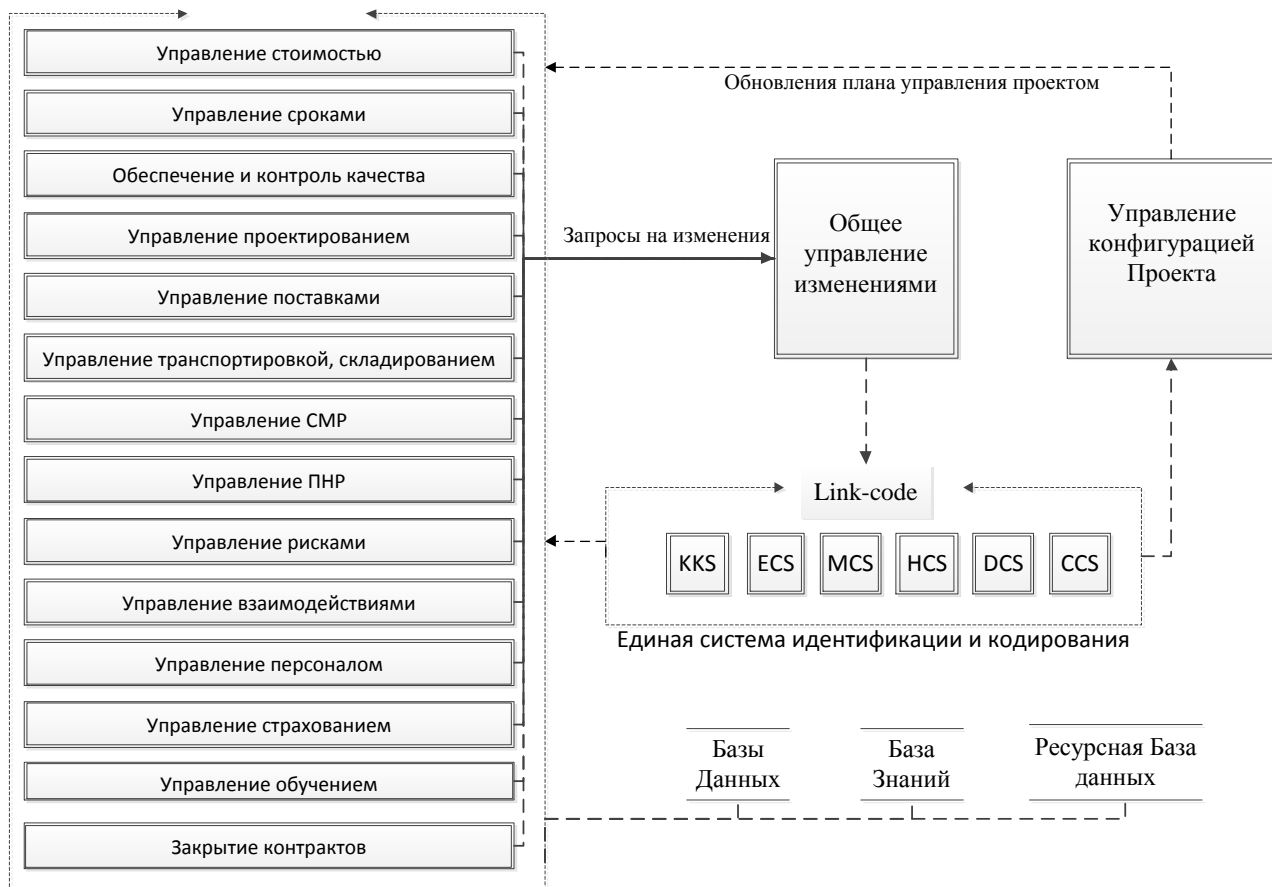 Управление стоимостью
Управление сроками
Обеспечение и контроль качества
Управление проектированием
Управление поставками
Управление транспортировкой, складированием
Управление СМР
Управление ПНР
Управление рисками
Управление взаимодействиями
Управление персоналом
Управление страхованием
Управление обучением
Закрытие контрактов
Обновления плана управления проектом
Запросы на изменения
Общее
управление
изменениями
Управление
конфигурацией
Проекта
Link-code
KKS ECS MCS HCS DCS CCS
Единая система идентификации и кодирования
Базы
Данных
База
Знаний
Ресурсная База
данных